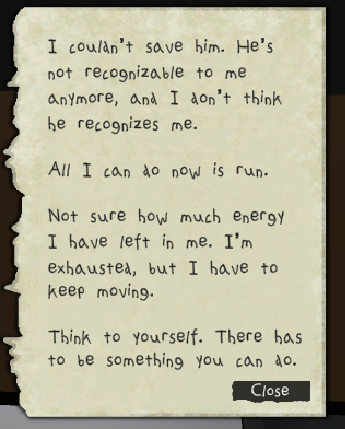 I couldn't save him. He's
not recognizable to me
anymore, and I don't think
he recognizes me.
All I can do now is run.
Not sure how much energy
I have left in me. I'm
exhausted, but I have to
keep moving.
Think to yourself. There has
to be something you can do.
Close